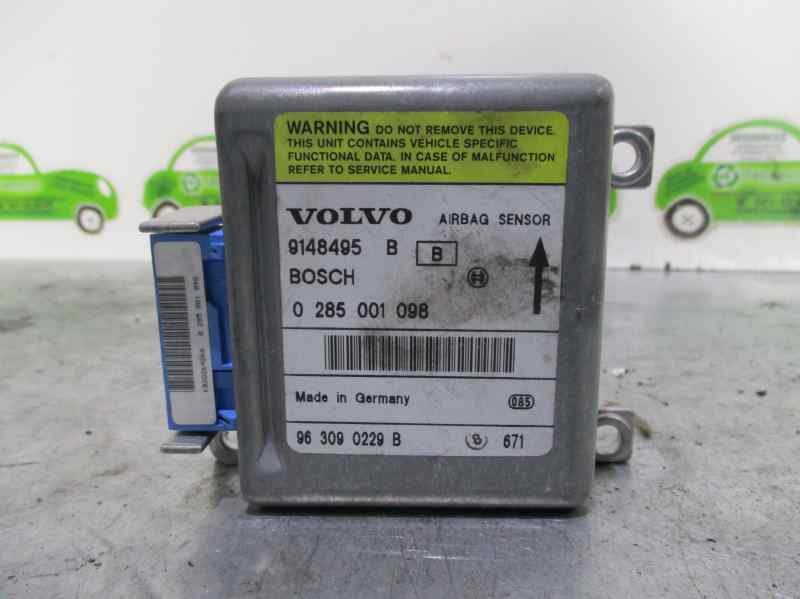 WARNING DO NOT REMOVE THIS DEVICE.
THIS UNIT CONTAINS VEHICLE SPECIFIC
FUNCTIONAL DATA. IN CASE OF MALFUNCTION
REFER TO SERVICE MANUAL.
VOLVO AIRBAG SENSOR
9148495 B B
BOSCH
0 285 001 098
Made in Germany 085
96 309 0229 B B 671